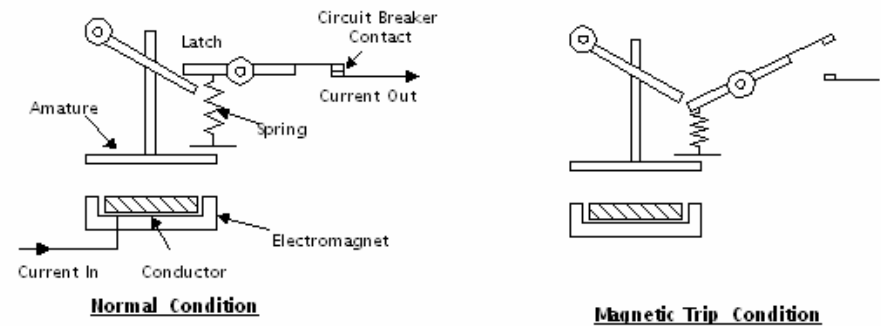 Circuit Breaker
Contact
Latch
Current Out
Amature
Spring
Electromagnet
Current In
Conductor
Normal Condition
Magnetic Trip Condition